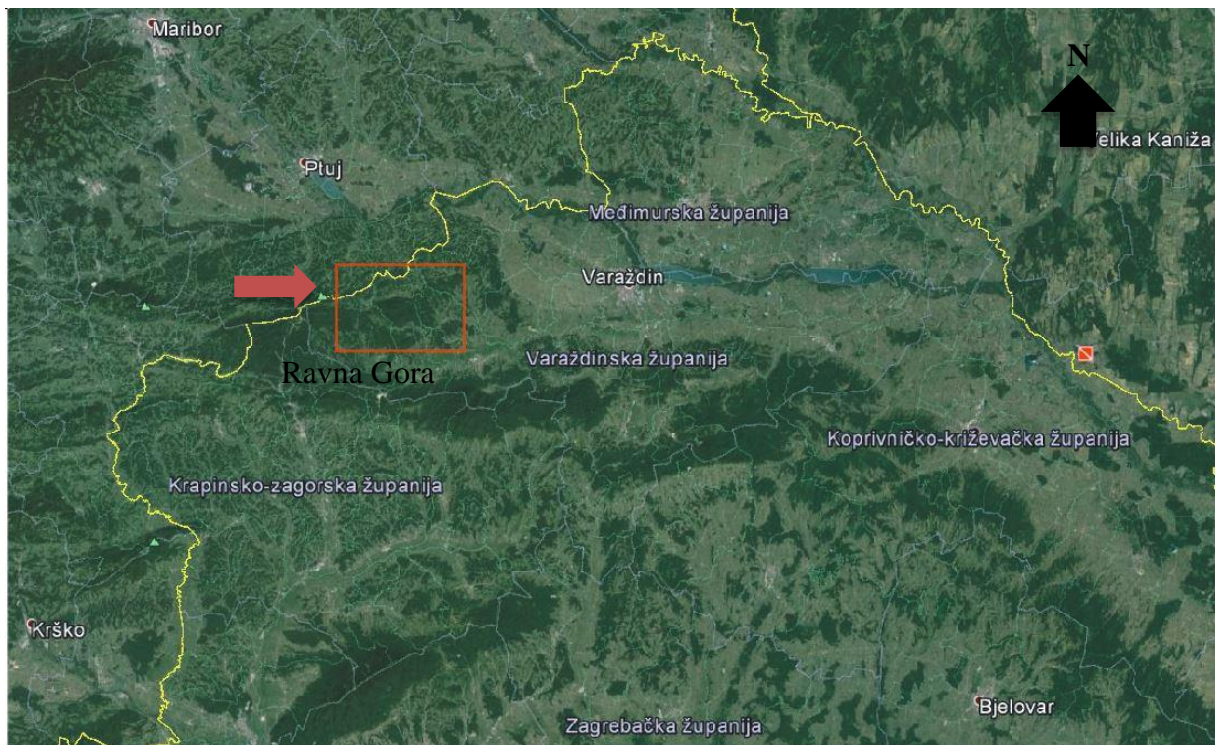 Maribor
N
Velika Kaniža
Ptuj
Međimurska županija
Varaždin
Varaždinska županija
Ravna Gora
Koprivničko-križevačka županija
Krapinsko-zagorska županija
Krško
Bjelovar
Zagrebačka županija